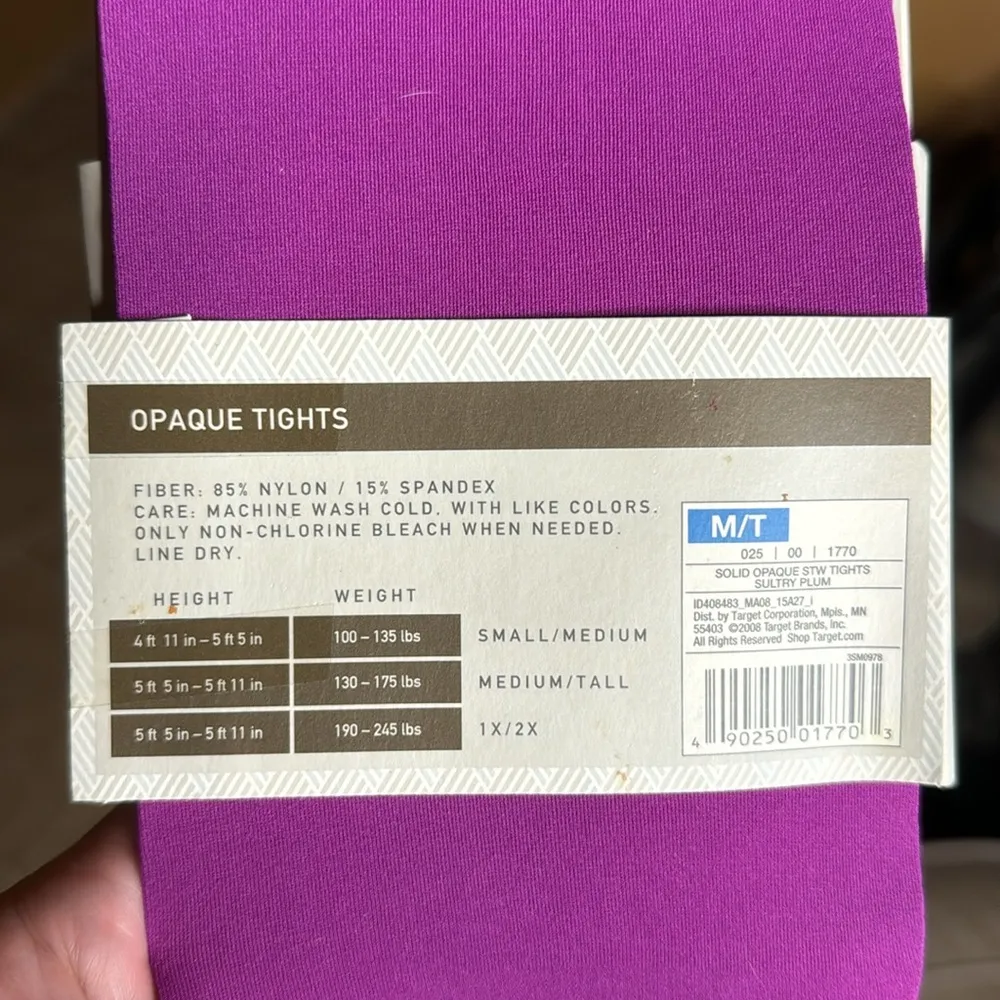 OPAQUE TIGHTS
FIBER: 85% NYLON / 15% SPANDEX
CARE: MACHINE WASH COLD. WITH LIKE COLORS.
ONLY NON-CHLORINE BLEACH WHEN NEEDED.
LINE DRY.
HEIGHT WEIGHT
4 ft 11 in – 5 ft 5 in 100 – 135 lbs SMALL/MEDIUM
5 ft 5 in – 5 ft 11 in 130 – 175 lbs MEDIUM/TALL
5 ft 5 in – 5 ft 11 in 190 – 245 lbs 1X/2X
M/T
025 | 00 | 1770
SOLID OPAQUE STW TIGHTS
SULTRY PLUM
ID408483_MA08_15A27_i
Dist. by Target Corporation, Mpls., MN
55403 ©2008 Target Brands, Inc.
All Rights Reserved Shop Target.com
3SM0978
4 90250 01770 3